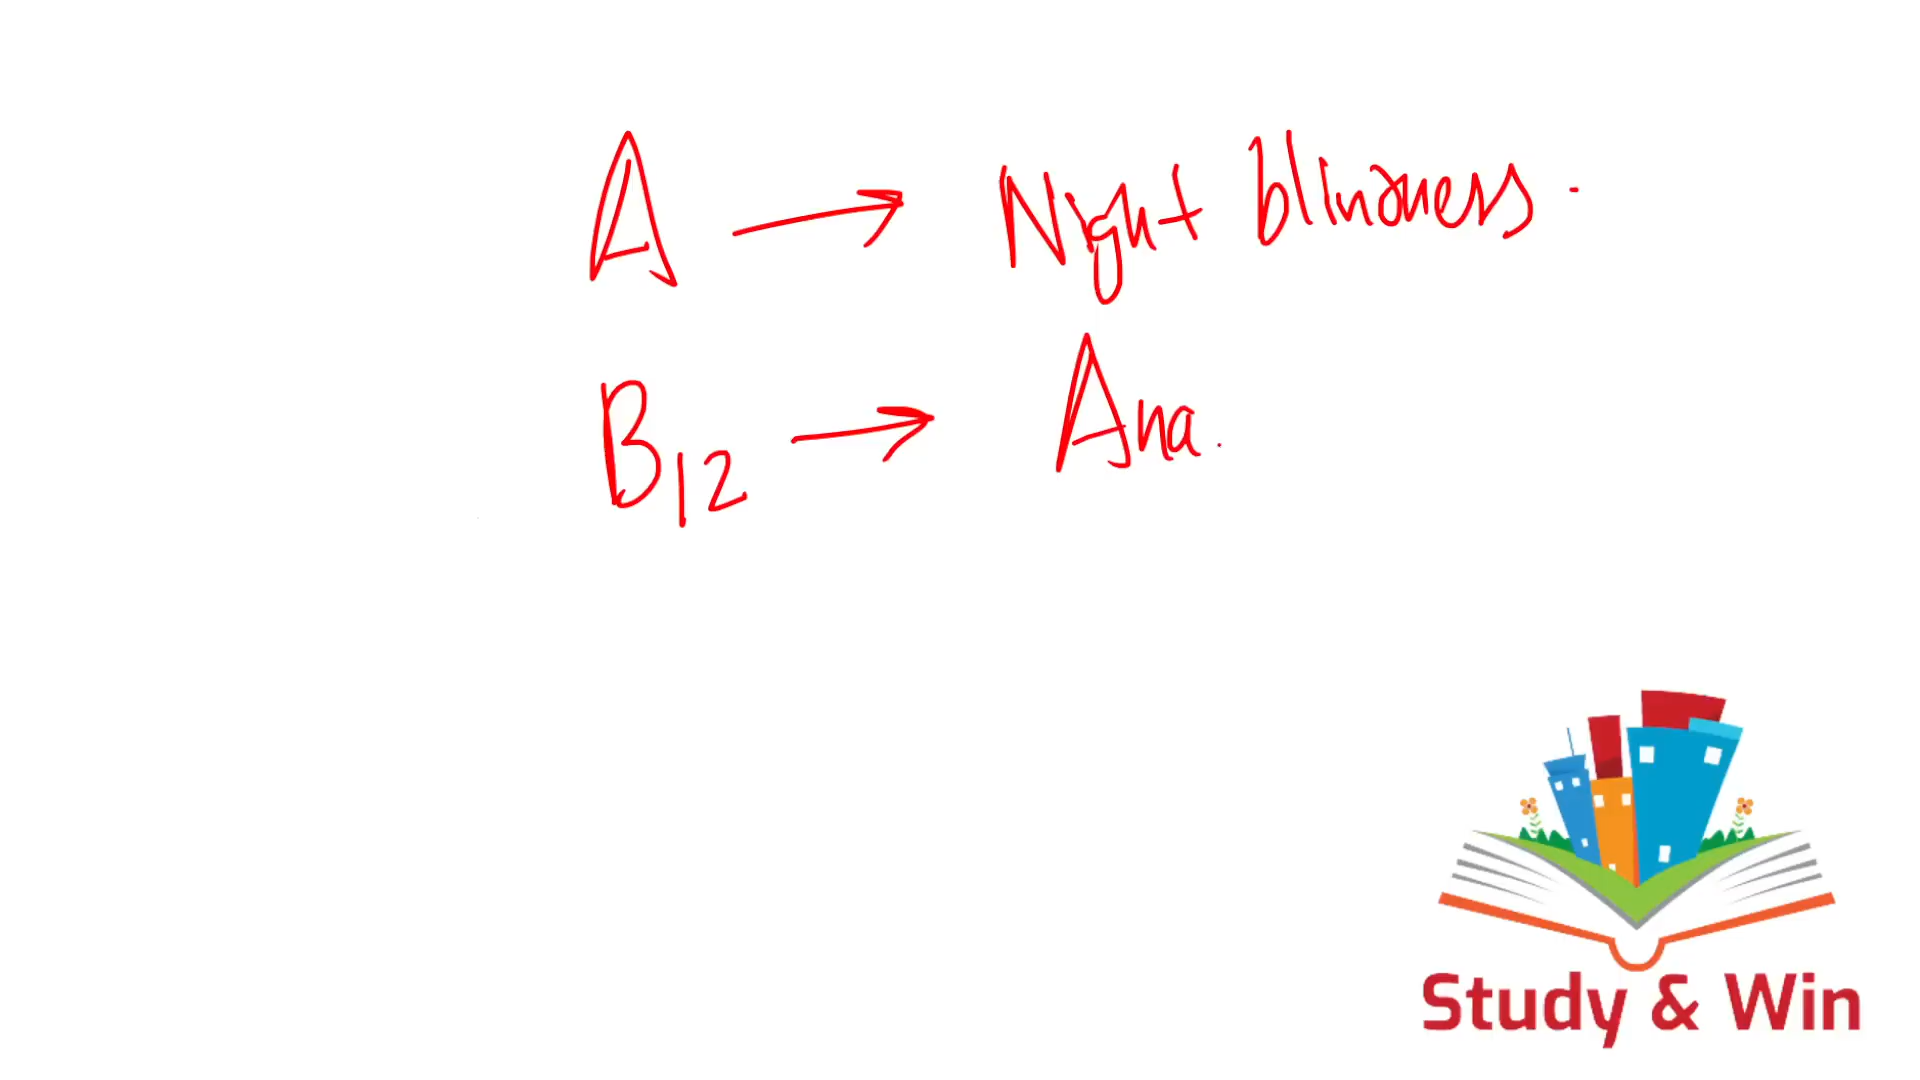 A → Night blindness.
B12 → Ana.
Study & Win